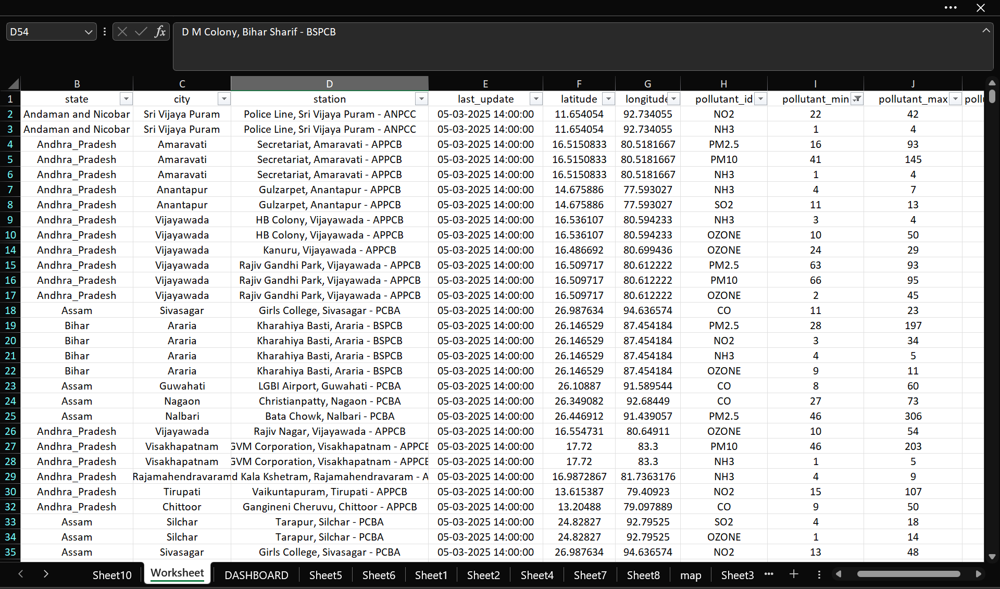 D54 fx D M Colony, Bihar Sharif - BSPCB
B C D E F G H I J
1 state city station last_update latitude longitude pollutant_id pollutant_min pollutant_max poll
2 Andaman and Nicobar Sri Vijaya Puram Police Line, Sri Vijaya Puram - ANPCC 05-03-2025 14:00:00 11.654054 92.734055 NO2 22 42
3 Andaman and Nicobar Sri Vijaya Puram Police Line, Sri Vijaya Puram - ANPCC 05-03-2025 14:00:00 11.654054 92.734055 NH3 1 4
4 Andhra_Pradesh Amaravati Secretariat, Amaravati - APPCB 05-03-2025 14:00:00 16.5150833 80.5181667 PM2.5 16 93
5 Andhra_Pradesh Amaravati Secretariat, Amaravati - APPCB 05-03-2025 14:00:00 16.5150833 80.5181667 PM10 41 145
6 Andhra_Pradesh Amaravati Secretariat, Amaravati - APPCB 05-03-2025 14:00:00 16.5150833 80.5181667 NH3 1 4
7 Andhra_Pradesh Anantapur Gulzarpet, Anantapur - APPCB 05-03-2025 14:00:00 14.675886 77.593027 NH3 4 7
8 Andhra_Pradesh Anantapur Gulzarpet, Anantapur - APPCB 05-03-2025 14:00:00 14.675886 77.593027 SO2 11 13
9 Andhra_Pradesh Vijayawada HB Colony, Vijayawada - APPCB 05-03-2025 14:00:00 16.536107 80.594233 NH3 3 4
10 Andhra_Pradesh Vijayawada HB Colony, Vijayawada - APPCB 05-03-2025 14:00:00 16.536107 80.594233 OZONE 10 50
14 Andhra_Pradesh Vijayawada Kanuru, Vijayawada - APPCB 05-03-2025 14:00:00 16.486692 80.699436 OZONE 24 29
15 Andhra_Pradesh Vijayawada Rajiv Gandhi Park, Vijayawada - APPCB 05-03-2025 14:00:00 16.509717 80.612222 PM2.5 63 93
16 Andhra_Pradesh Vijayawada Rajiv Gandhi Park, Vijayawada - APPCB 05-03-2025 14:00:00 16.509717 80.612222 PM10 66 95
17 Andhra_Pradesh Vijayawada Rajiv Gandhi Park, Vijayawada - APPCB 05-03-2025 14:00:00 16.509717 80.612222 OZONE 2 45
18 Assam Sivasagar Girls College, Sivasagar - PCBA 05-03-2025 14:00:00 26.987634 94.636574 CO 11 23
19 Bihar Araria Kharahiya Basti, Araria - BSPCB 05-03-2025 14:00:00 26.146529 87.454184 PM2.5 28 197
20 Bihar Araria Kharahiya Basti, Araria - BSPCB 05-03-2025 14:00:00 26.146529 87.454184 NO2 3 34
21 Bihar Araria Kharahiya Basti, Araria - BSPCB 05-03-2025 14:00:00 26.146529 87.454184 NH3 4 5
22 Bihar Araria Kharahiya Basti, Araria - BSPCB 05-03-2025 14:00:00 26.146529 87.454184 OZONE 9 11
23 Assam Guwahati LGBI Airport, Guwahati - PCBA 05-03-2025 14:00:00 26.10887 91.589544 CO 8 60
24 Assam Nagaon Christianpatty, Nagaon - PCBA 05-03-2025 14:00:00 26.349082 92.68449 CO 27 73
25 Assam Nalbari Bata Chowk, Nalbari - PCBA 05-03-2025 14:00:00 26.446912 91.439057 PM2.5 46 306
26 Andhra_Pradesh Vijayawada Rajiv Nagar, Vijayawada - APPCB 05-03-2025 14:00:00 16.554731 80.64911 OZONE 10 54
27 Andhra_Pradesh Visakhapatnam GVM Corporation, Visakhapatnam - APPCB 05-03-2025 14:00:00 17.72 83.3 PM10 46 203
28 Andhra_Pradesh Visakhapatnam GVM Corporation, Visakhapatnam - APPCB 05-03-2025 14:00:00 17.72 83.3 NH3 1 5
29 Andhra_Pradesh Rajamahendravaram d Kala Kshetram, Rajamahendravaram - A 05-03-2025 14:00:00 16.9872867 81.7363176 NH3 4 9
30 Andhra_Pradesh Tirupati Vaikuntapuram, Tirupati - APPCB 05-03-2025 14:00:00 13.615387 79.40923 NO2 15 107
32 Andhra_Pradesh Chittoor Gangineni Cheruvu, Chittoor - APPCB 05-03-2025 14:00:00 13.20488 79.097889 CO 9 50
33 Assam Silchar Tarapur, Silchar - PCBA 05-03-2025 14:00:00 24.82827 92.79525 SO2 4 18
34 Assam Silchar Tarapur, Silchar - PCBA 05-03-2025 14:00:00 24.82827 92.79525 OZONE 1 14
35 Assam Sivasagar Girls College, Sivasagar - PCBA 05-03-2025 14:00:00 26.987634 94.636574 NO2 13 48
Sheet10 Worksheet DASHBOARD Sheet5 Sheet6 Sheet1 Sheet2 Sheet4 Sheet7 Sheet8 map Sheet3